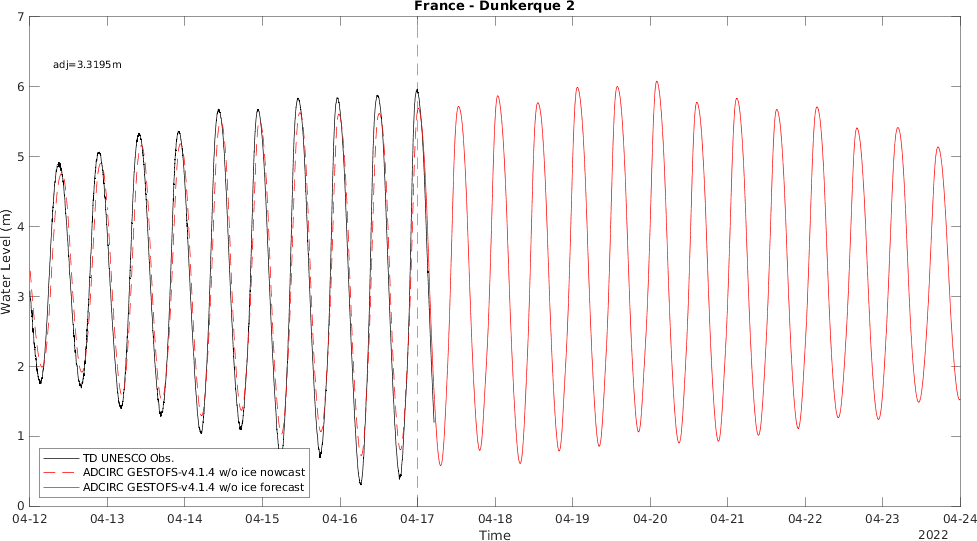 France - Dunkerque 2
7
adj=3.3195m
6
5
4
3
2
1
0
Water Level (m)
TD UNESCO Obs.
ADCIRC GESTOFS-v4.1.4 w/o ice nowcast
ADCIRC GESTOFS-v4.1.4 w/o ice forecast
04-12 04-13 04-14 04-15 04-16 04-17 04-18 04-19 04-20 04-21 04-22 04-23 04-24
Time
2022